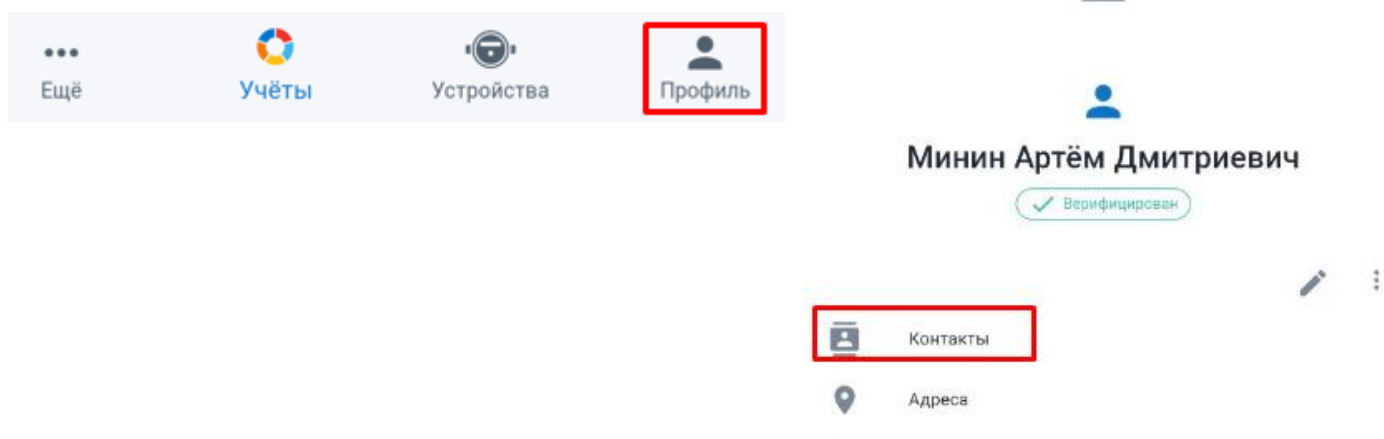 Ещё
Учёты
Устройства
Профиль
Минин Артём Дмитриевич
Верифицирован
Контакты
Адреса